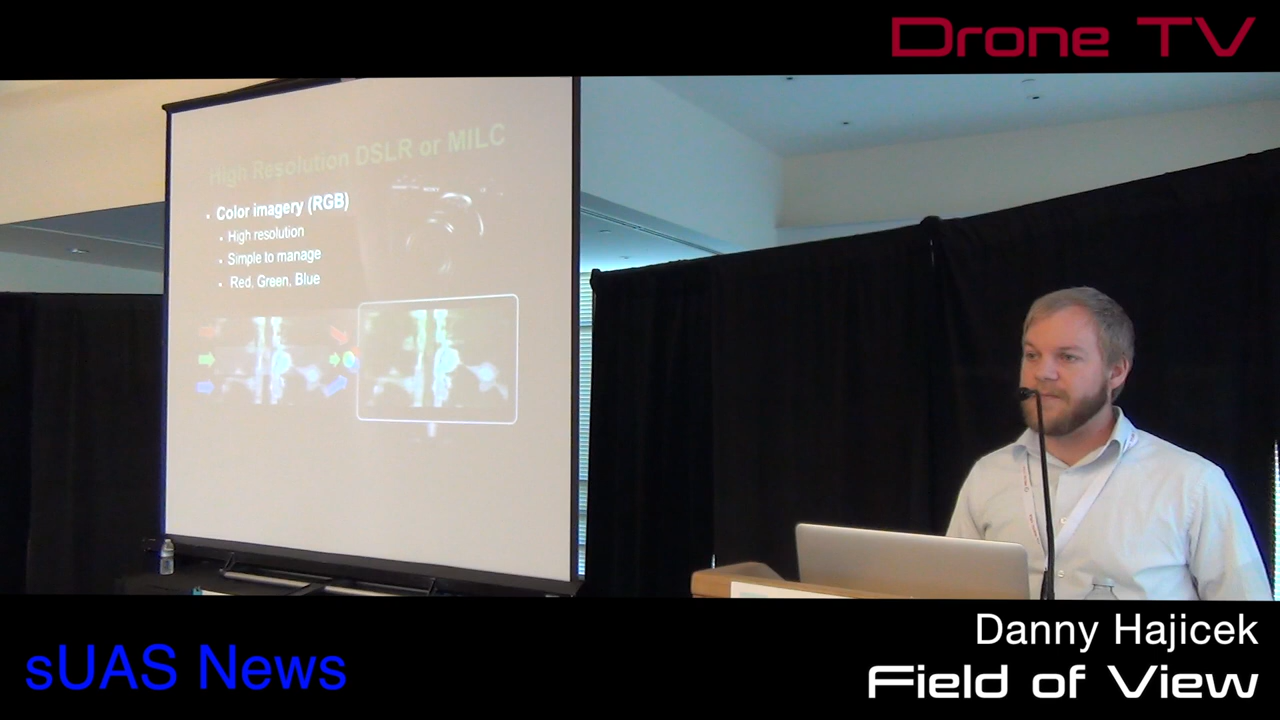 Drone TV
High Resolution DSLR or MILC
• Color imagery (RGB)
• High resolution
• Simple to manage
• Red, Green, Blue
Danny Hajicek
sUAS News
Field of View